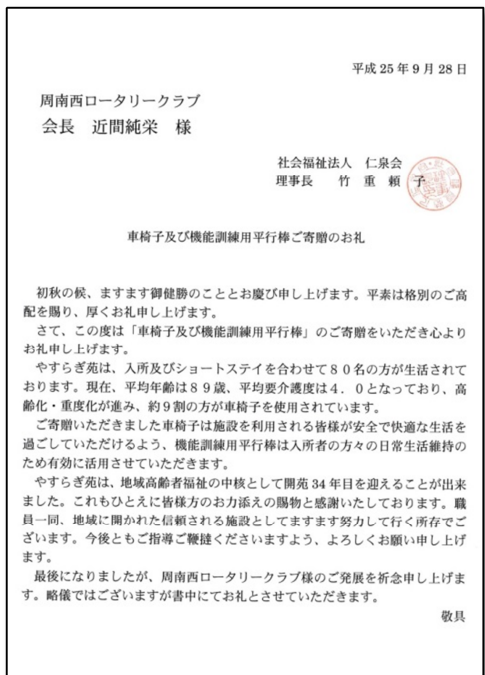 平成25年9月28日
周南西ロータリークラブ
会長　近間純栄　様
社会福祉法人　仁泉会
理事長　竹　重　頼　子
車椅子及び機能訓練用平行棒ご寄贈のお礼
初秋の候、ますます御健勝のこととお慶び申し上げます。平素は格別のご高
配を賜り、厚くお礼申し上げます。
さて、この度は「車椅子及び機能訓練用平行棒」のご寄贈をいただき心より
お礼申し上げます。
やすらぎ苑は、入所及びショートステイを合わせて８０名の方が生活されて
おります。現在、平均年齢は８９歳、平均要介護度は４．０となっており、高
齢化・重度化が進み、約９割の方が車椅子を使用されています。
ご寄贈いただきました車椅子は施設を利用される皆様が安全で快適な生活を
過ごしていただけるよう、機能訓練用平行棒は入所者の方々の日常生活維持の
ため有効に活用させていただきます。
やすらぎ苑は、地域高齢者福祉の中核として開苑34年目を迎えることが出来
ました。これもひとえに皆様方のお力添えの賜物と感謝いたしております。職
員一同、地域に開かれた信頼される施設としてますます努力して行く所存でご
ざいます。今後ともご指導ご鞭撻くださいますよう、よろしくお願い申し上げ
ます。
最後になりましたが、周南西ロータリークラブ様のご発展を祈念申し上げま
す。略儀ではございますが書中にてお礼とさせていただきます。
敬具